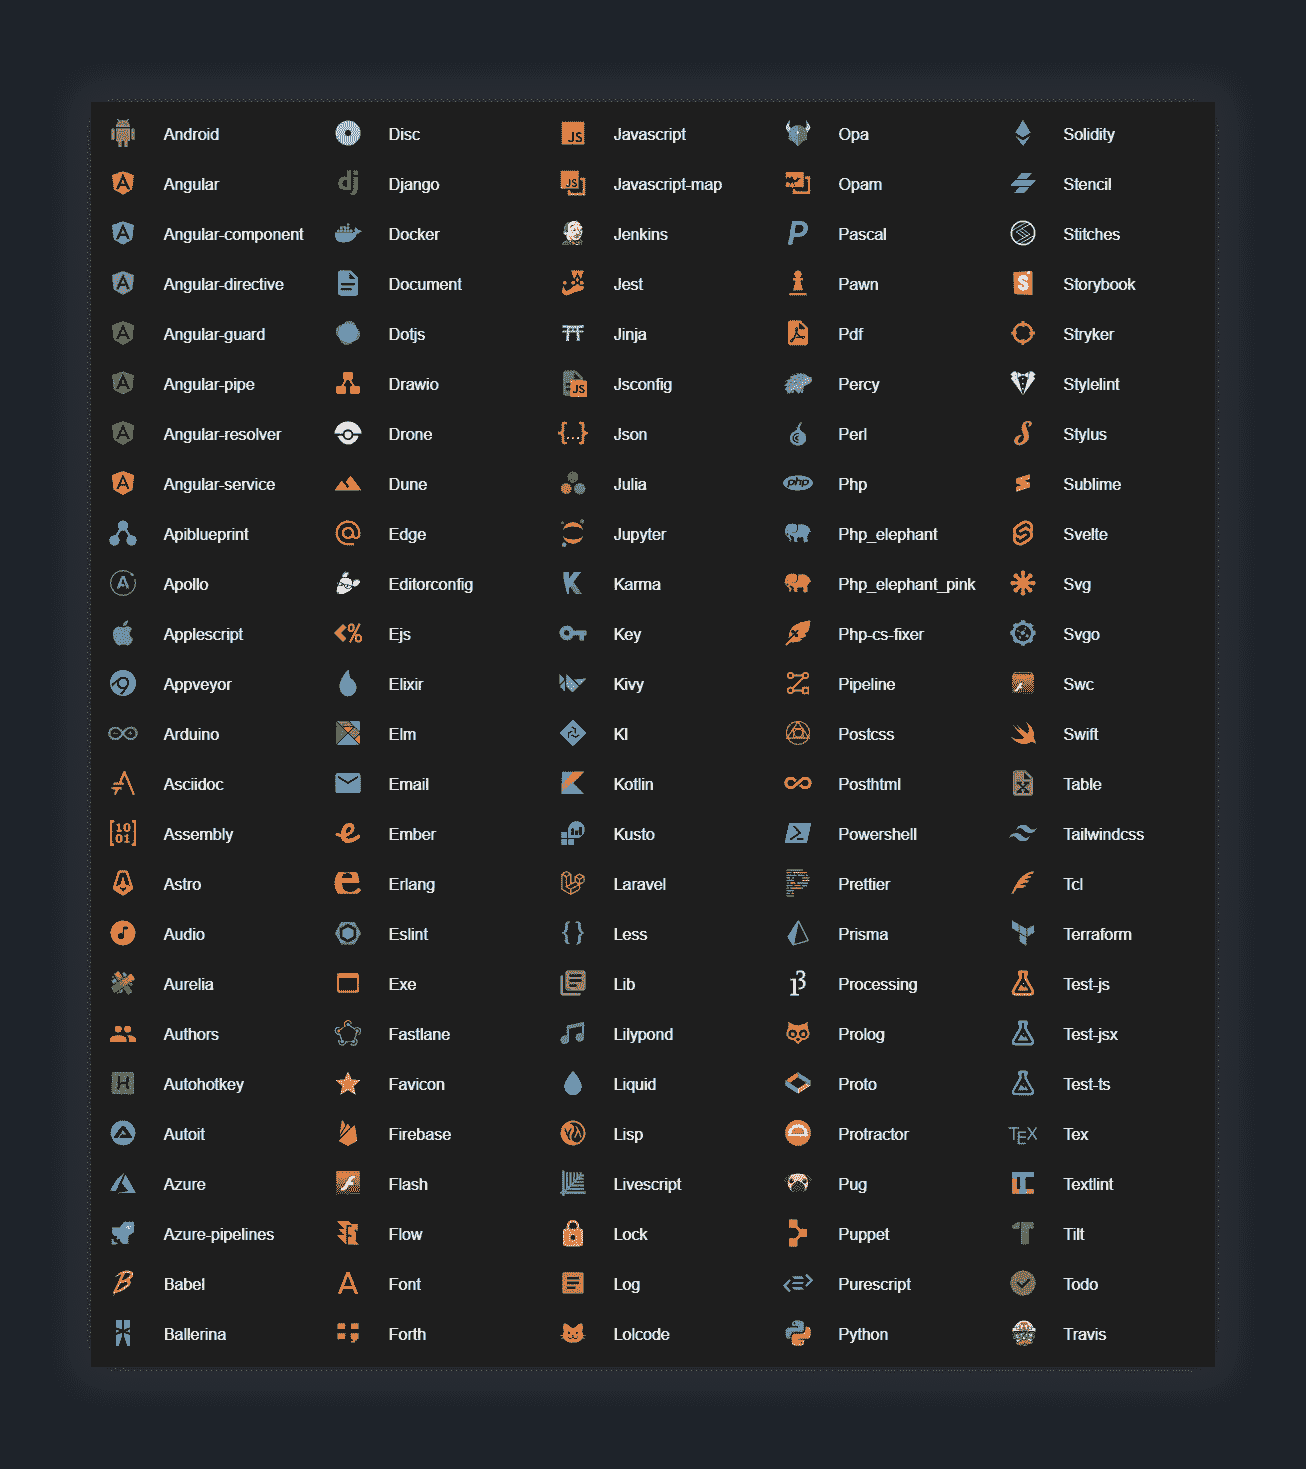 Android Disc Javascript Opa Solidity
Angular Django Javascript-map Opam Stencil
Angular-component Docker Jenkins Pascal Stitches
Angular-directive Document Jest Pawn Storybook
Angular-guard Dotjs Jinja Pdf Stryker
Angular-pipe Drawio Jsconfig Percy Stylelint
Angular-resolver Drone Json Perl Stylus
Angular-service Dune Julia Php Sublime
Apiblueprint Edge Jupyter Php_elephant Svelte
Apollo Editorconfig Karma Php_elephant_pink Svg
Applescript Ejs Key Php-cs-fixer Svgo
Appveyor Elixir Kivy Pipeline Swc
Arduino Elm Kl Postcss Swift
Asciidoc Email Kotlin Posthtml Table
Assembly Ember Kusto Powershell Tailwindcss
Astro Erlang Laravel Prettier Tcl
Audio Eslint Less Prisma Terraform
Aurelia Exe Lib Processing Test-js
Authors Fastlane Lilypond Prolog Test-jsx
Autohotkey Favicon Liquid Proto Test-ts
Autoit Firebase Lisp Protractor Tex
Azure Flash Livescript Pug Textlint
Azure-pipelines Flow Lock Puppet Tilt
Babel Font Log Purescript Todo
Ballerina Forth Lolcode Python Travis